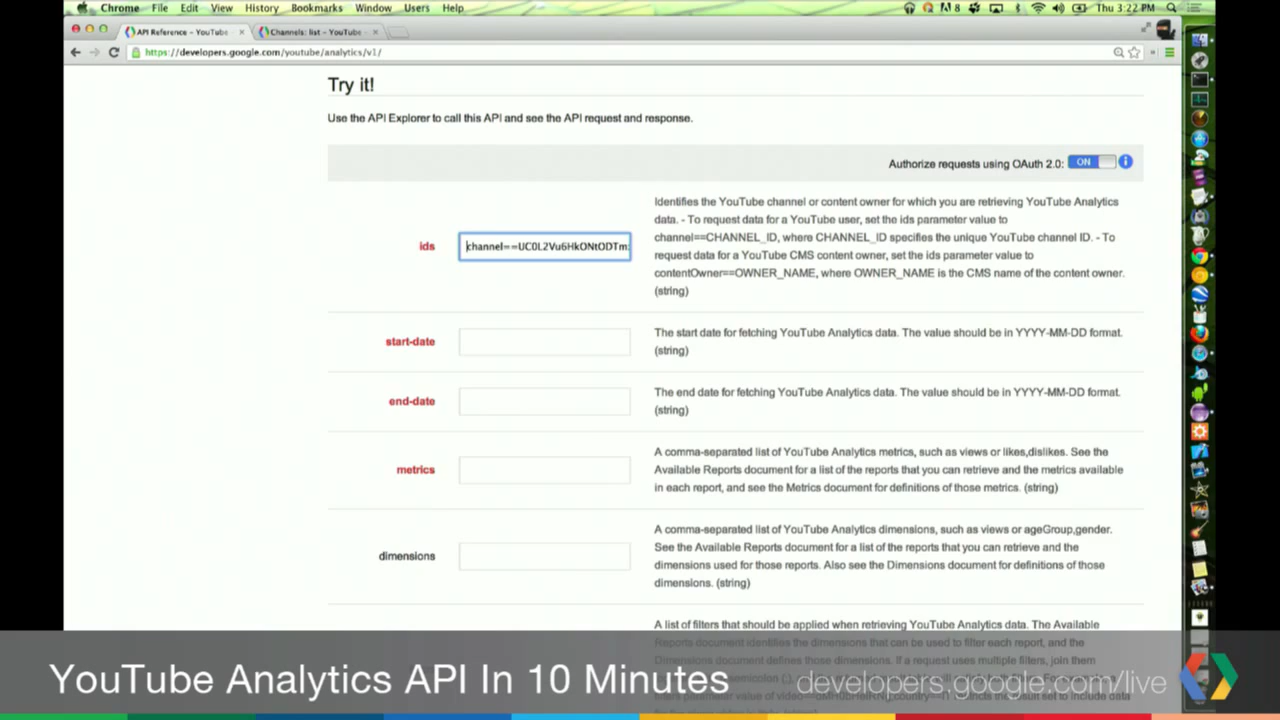 Chrome File Edit View History Bookmarks Window Users Help
8 Thu 3:22 PM
API Reference – YouTube
Channels: list – YouTube
https://developers.google.com/youtube/analytics/v1/
Try it!
Use the API Explorer to call this API and see the API request and response.
Authorize requests using OAuth 2.0: ON
ids
channel==UC0L2Vu6HkONtODTm
Identifies the YouTube channel or content owner for which you are retrieving YouTube Analytics
data. - To request data for a YouTube user, set the ids parameter value to
channel==CHANNEL_ID, where CHANNEL_ID specifies the unique YouTube channel ID. - To
request data for a YouTube CMS content owner, set the ids parameter value to
contentOwner==OWNER_NAME, where OWNER_NAME is the CMS name of the content owner.
(string)
start-date
The start date for fetching YouTube Analytics data. The value should be in YYYY-MM-DD format.
(string)
end-date
The end date for fetching YouTube Analytics data. The value should be in YYYY-MM-DD format.
(string)
metrics
A comma-separated list of YouTube Analytics metrics, such as views or likes,dislikes. See the
Available Reports document for a list of the reports that you can retrieve and the metrics available
in each report, and see the Metrics document for definitions of those metrics. (string)
dimensions
A comma-separated list of YouTube Analytics dimensions, such as views or ageGroup,gender.
See the Available Reports document for a list of the reports that you can retrieve and the
dimensions used for those reports. Also see the Dimensions document for definitions of those
dimensions. (string)
A list of filters that should be applied when retrieving YouTube Analytics data. The Available
Reports document identifies the dimensions that can be used to filter each report, and the
Dimensions document defines those dimensions. If a request uses multiple filters, join them
YouTube Analytics API In 10 Minutes
developers.google.com/live